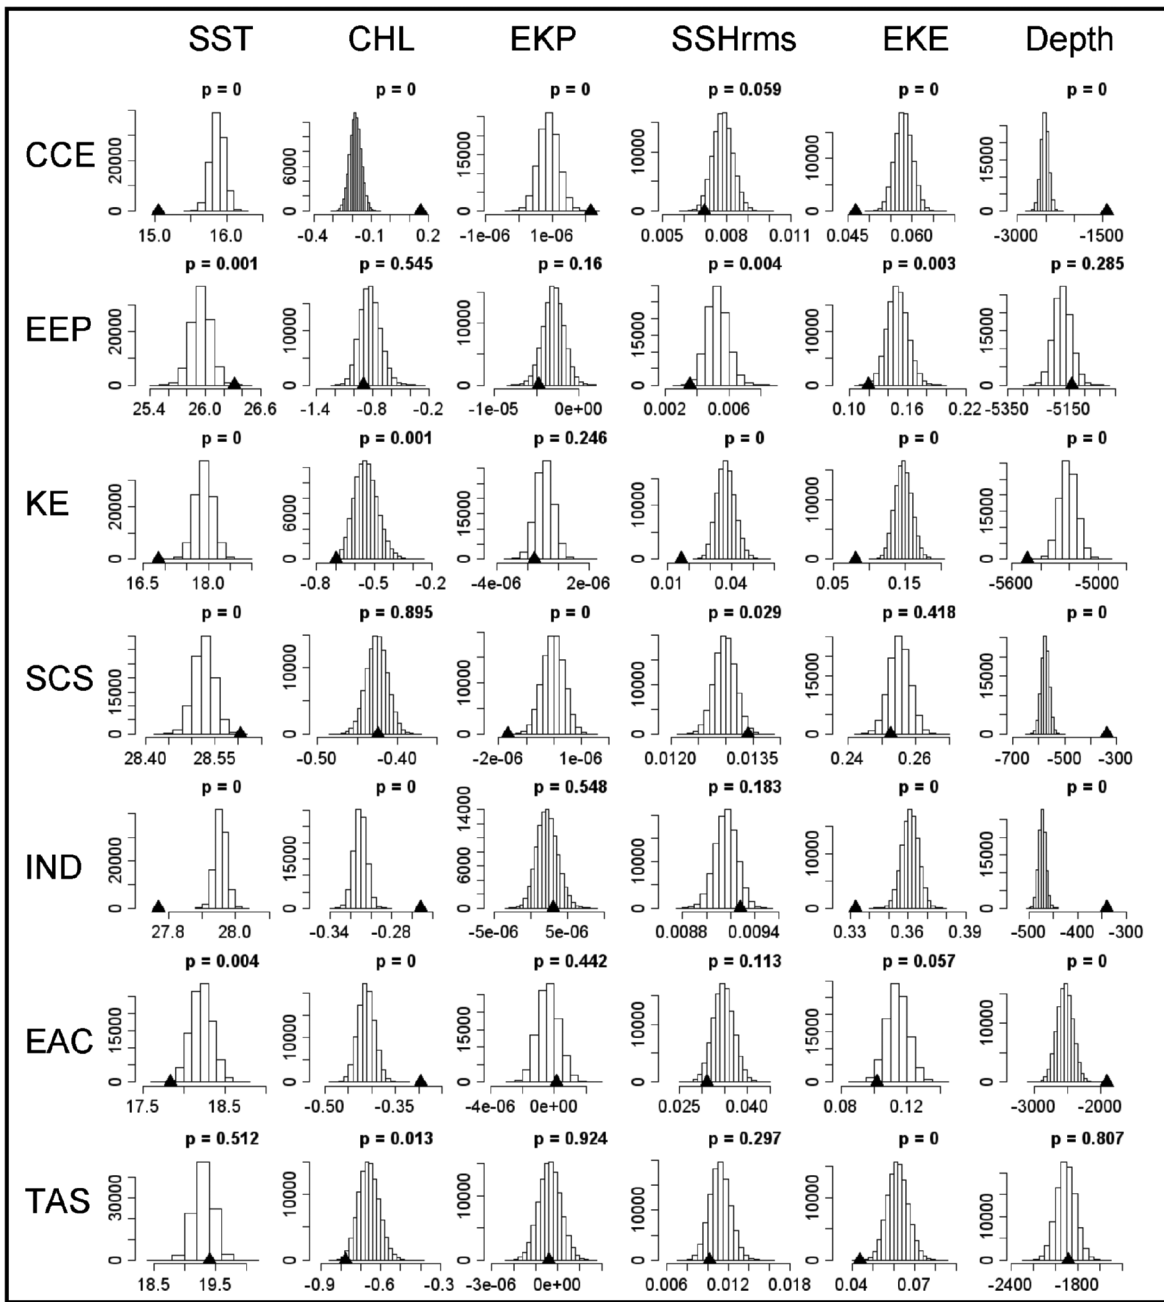 SST CHL EKP SSHrms EKE Depth
p = 0 p = 0 p = 0 p = 0.059 p = 0 p = 0
CCE
0 20000 0 6000 0 15000 0 10000 0 10000 0 15000
15.0 16.0 -0.4 -0.1 0.2 -1e-06 1e-06 0.005 0.008 0.011 0.045 0.060 -3000 -1500
p = 0.001 p = 0.545 p = 0.16 p = 0.004 p = 0.003 p = 0.285
EEP
0 20000 0 10000 0 10000 0 15000 0 10000 0 15000
25.4 26.0 26.6 -1.4 -0.8 -0.2 -1e-05 0e+00 0.002 0.006 0.10 0.16 0.22 -5350 -5150
p = 0 p = 0.001 p = 0.246 p = 0 p = 0 p = 0
KE
0 20000 0 6000 0 15000 0 10000 0 10000 0 15000
16.5 18.0 -0.8 -0.5 -0.2 -4e-06 2e-06 0.01 0.04 0.05 0.15 -5600 -5000
p = 0 p = 0.895 p = 0 p = 0.029 p = 0.418 p = 0
SCS
0 15000 0 10000 0 10000 0 10000 0 15000 0 15000
28.40 28.55 -0.50 -0.40 -2e-06 1e-06 0.0120 0.0135 0.24 0.26 -700 -500 -300
p = 0 p = 0 p = 0.548 p = 0.183 p = 0 p = 0
IND
0 20000 0 15000 0 6000 14000 0 10000 0 10000 0 15000
27.8 28.0 -0.34 -0.28 -5e-06 5e-06 0.0088 0.0094 0.33 0.36 0.39 -500 -400 -300
p = 0.004 p = 0 p = 0.442 p = 0.113 p = 0.057 p = 0
EAC
0 15000 0 10000 0 15000 0 10000 0 15000 0 10000
17.5 18.5 -0.50 -0.35 -4e-06 0e+00 0.025 0.040 0.08 0.12 -3000 -2000
p = 0.512 p = 0.013 p = 0.924 p = 0.297 p = 0 p = 0.807
TAS
0 30000 0 10000 0 10000 0 10000 0 10000 0 15000
18.5 19.5 -0.9 -0.6 -0.3 -3e-06 0e+00 0.006 0.012 0.018 0.04 0.07 -2400 -1800